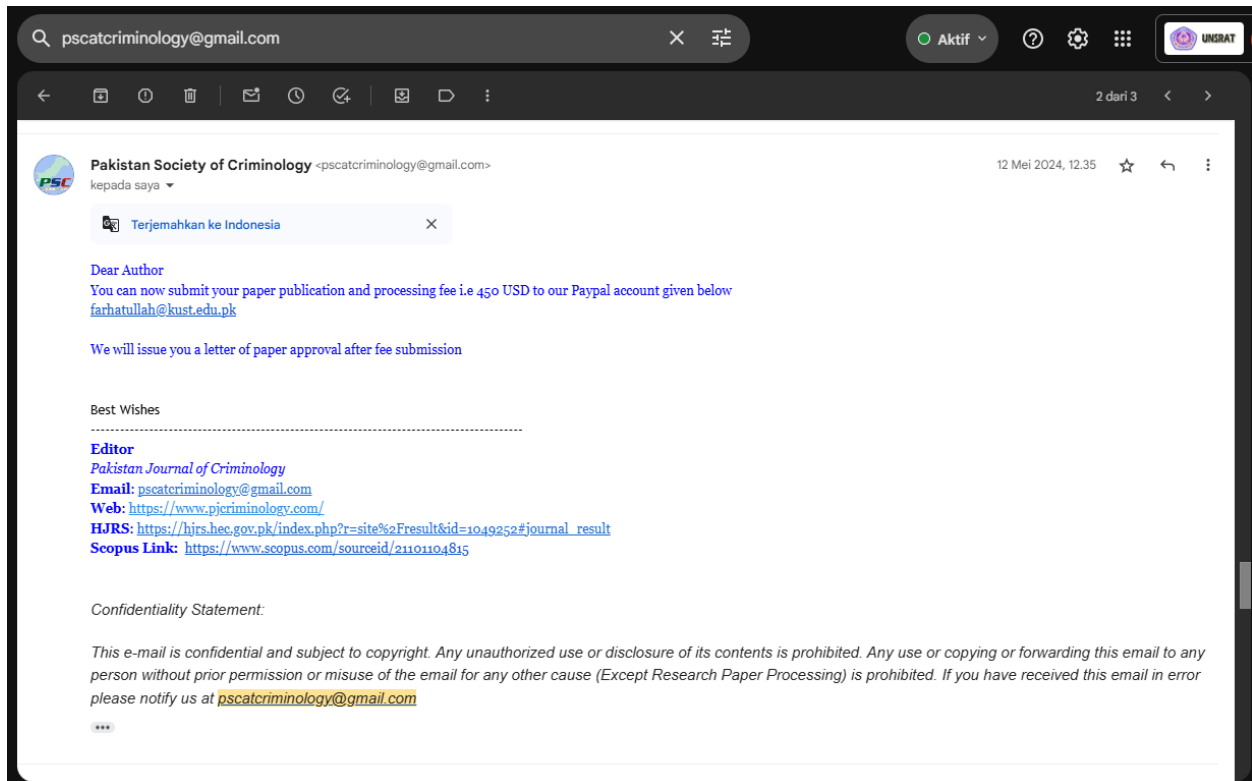 pscatcriminology@gmail.com
Aktif
UNSRAT
2 dari 3
PSC
Pakistan Society of Criminology <pscatcriminology@gmail.com>
12 Mei 2024, 12.35
kepada saya
Terjemahkan ke Indonesia
Dear Author
You can now submit your paper publication and processing fee i.e 450 USD to our Paypal account given below
farhatullah@kust.edu.pk
We will issue you a letter of paper approval after fee submission
Best Wishes
----------------------------------------------------------------------------------------
Editor
Pakistan Journal of Criminology
Email: pscatcriminology@gmail.com
Web: https://www.pjcriminology.com/
HJRS: https://hjrs.hec.gov.pk/index.php?r=site%2Fresult&id=1049252#journal_result
Scopus Link: https://www.scopus.com/sourceid/21101104815
Confidentiality Statement:
This e-mail is confidential and subject to copyright. Any unauthorized use or disclosure of its contents is prohibited. Any use or copying or forwarding this email to any
person without prior permission or misuse of the email for any other cause (Except Research Paper Processing) is prohibited. If you have received this email in error
please notify us at pscatcriminology@gmail.com